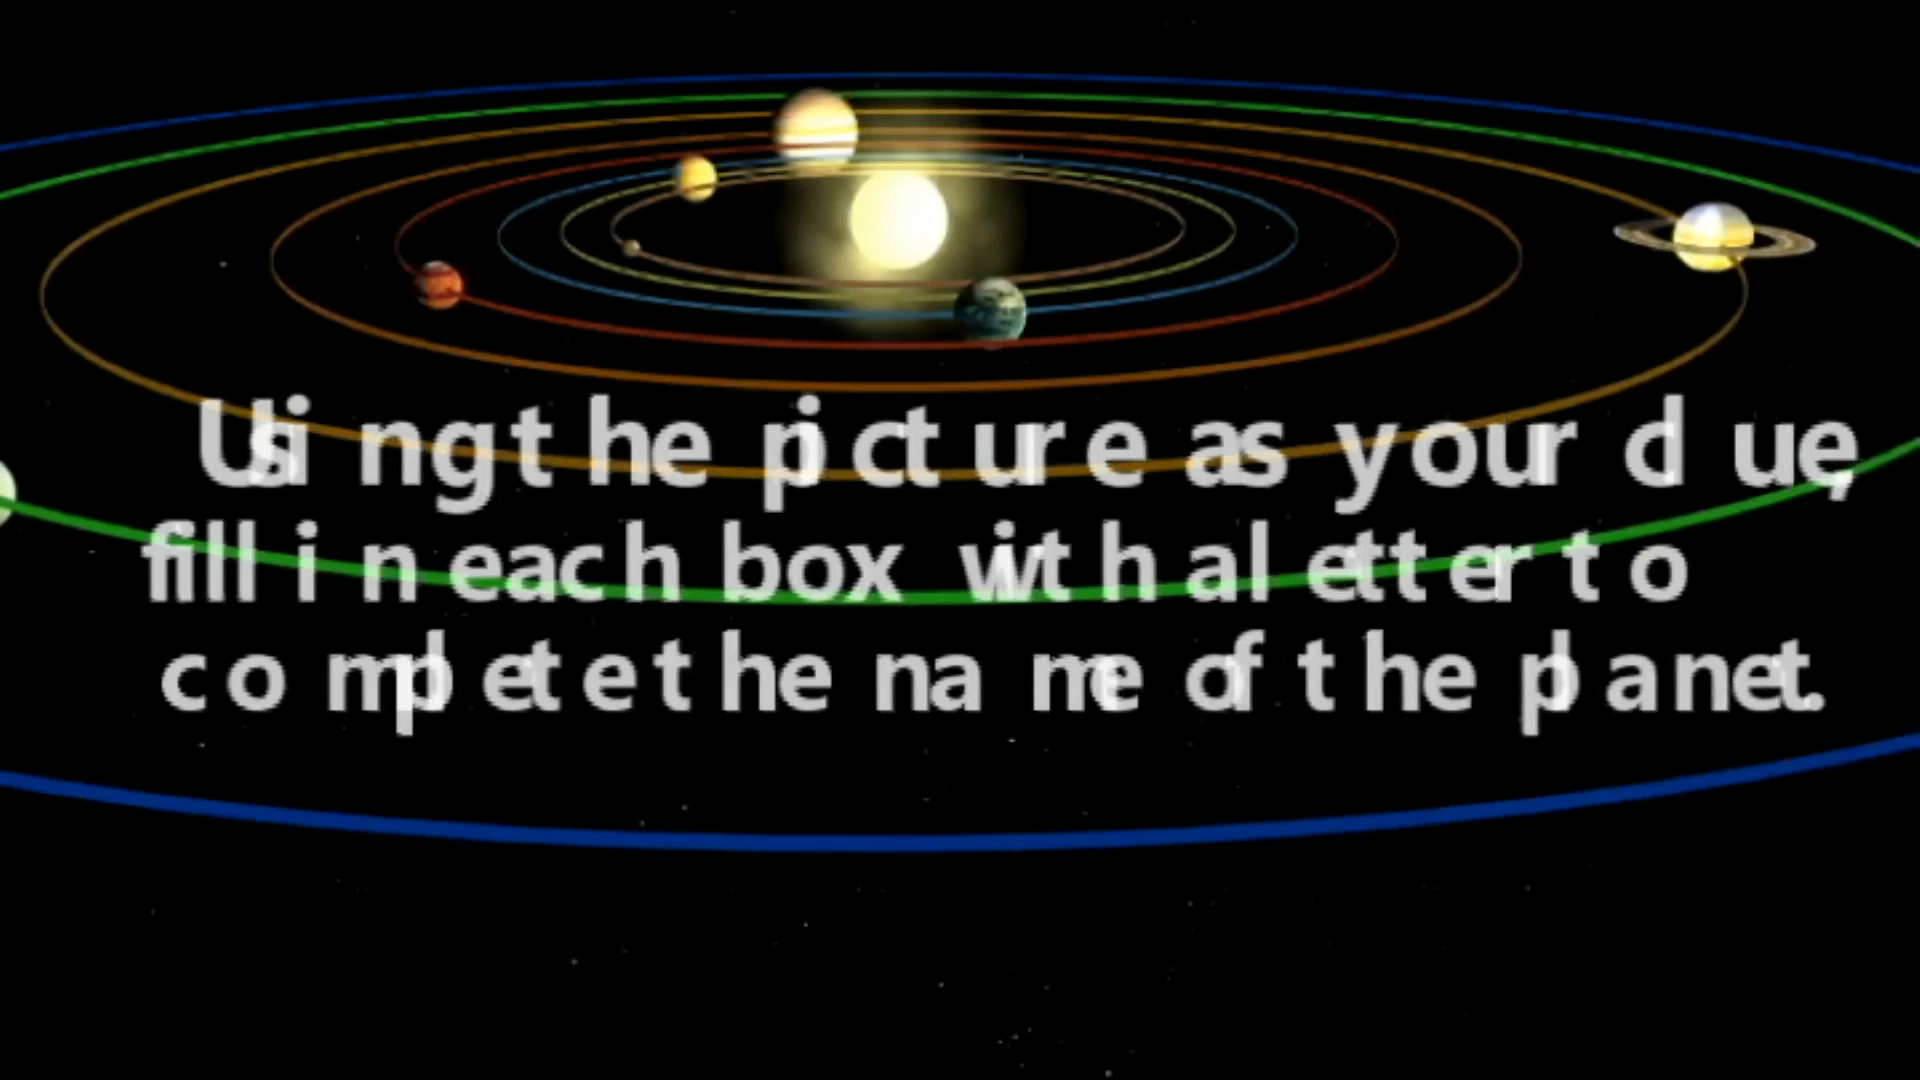 Using the picture as your clue,
fill in each box with a letter to
complete the name of the planet.